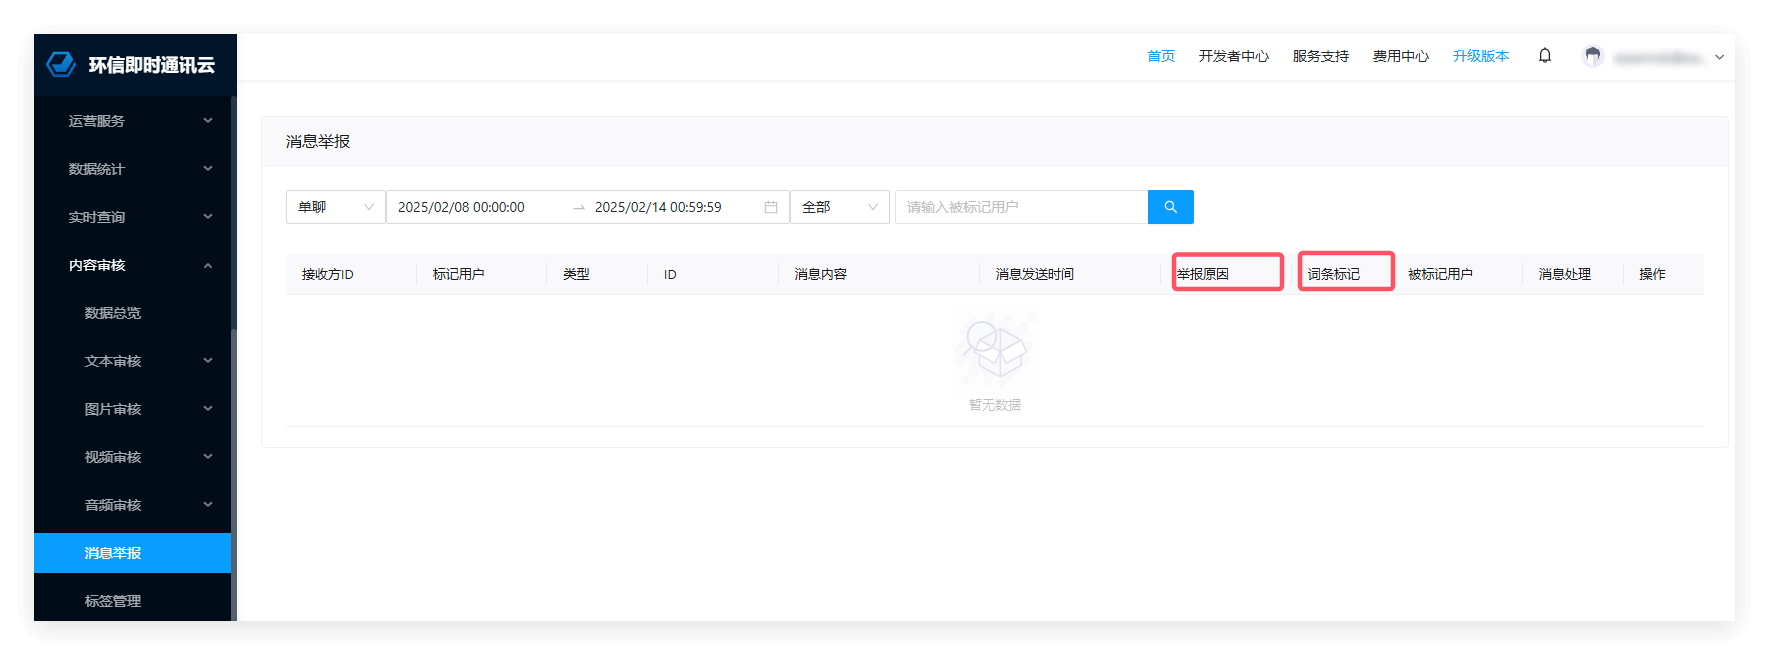 环信即时通讯云
首页 开发者中心 服务支持 费用中心 升级版本
运营服务
数据统计
实时查询
内容审核
数据总览
文本审核
图片审核
视频审核
音频审核
消息举报
标签管理
消息举报
单聊 2025/02/08 00:00:00 → 2025/02/14 00:59:59 全部 请输入被标记用户
接收方ID 标记用户 类型 ID 消息内容 消息发送时间 举报原因 词条标记 被标记用户 消息处理 操作
暂无数据